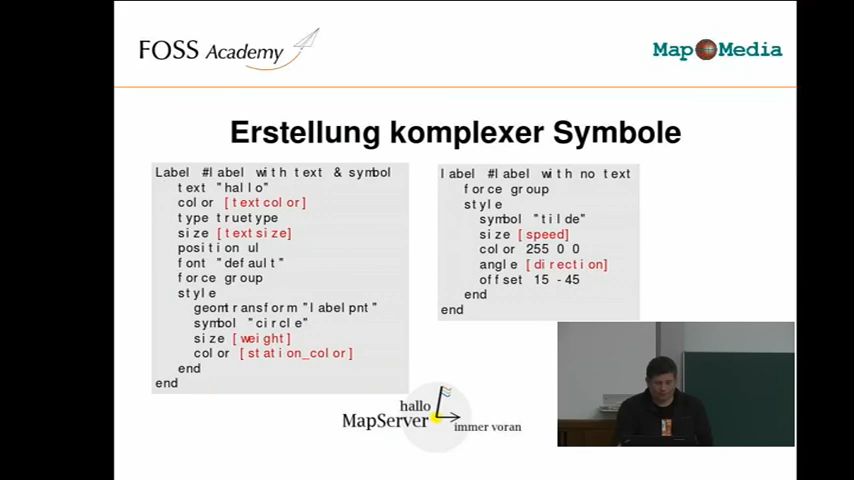 FOSS Academy
Map Media
Erstellung komplexer Symbole
Label #label with text & symbol
text "hallo"
color [textcolor]
type truetype
size [textsize]
position ul
font "default"
force group
style
geomtransform "labelpnt"
symbol "circle"
size [weight]
color [station_color]
end
end
label #label with no text
force group
style
symbol "tilde"
size [speed]
color 255 0 0
angle [direction]
offset 15 -45
end
end
hallo
MapServer
immer voran